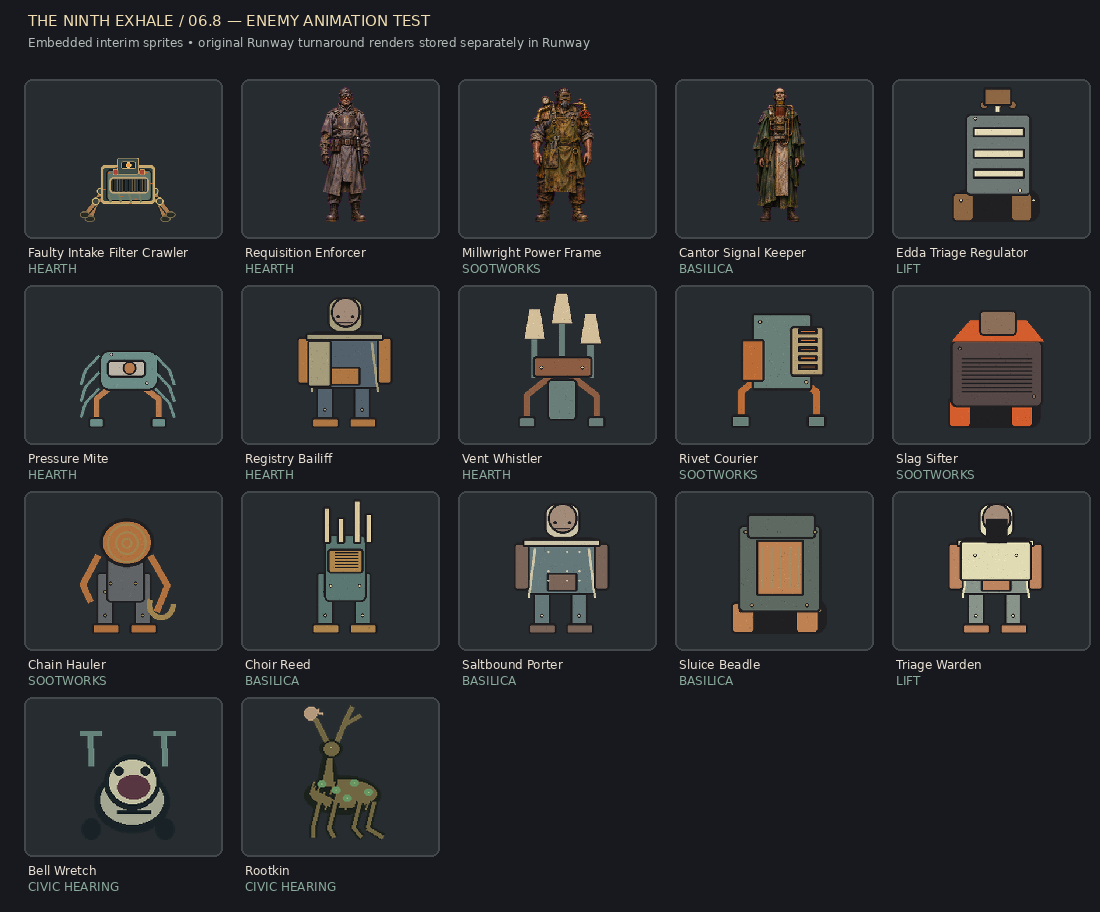 THE NINTH EXHALE / 06.8 — ENEMY ANIMATION TEST
Embedded interim sprites • original Runway turnaround renders stored separately in Runway
Faulty Intake Filter Crawler
HEARTH
Requisition Enforcer
HEARTH
Millwright Power Frame
SOOTWORKS
Cantor Signal Keeper
BASILICA
Edda Triage Regulator
LIFT
Pressure Mite
HEARTH
Registry Bailiff
HEARTH
Vent Whistler
HEARTH
Rivet Courier
SOOTWORKS
Slag Sifter
SOOTWORKS
Chain Hauler
SOOTWORKS
Choir Reed
BASILICA
Saltbound Porter
BASILICA
Sluice Beadle
BASILICA
Triage Warden
LIFT
Bell Wretch
CIVIC HEARING
Rootkin
CIVIC HEARING